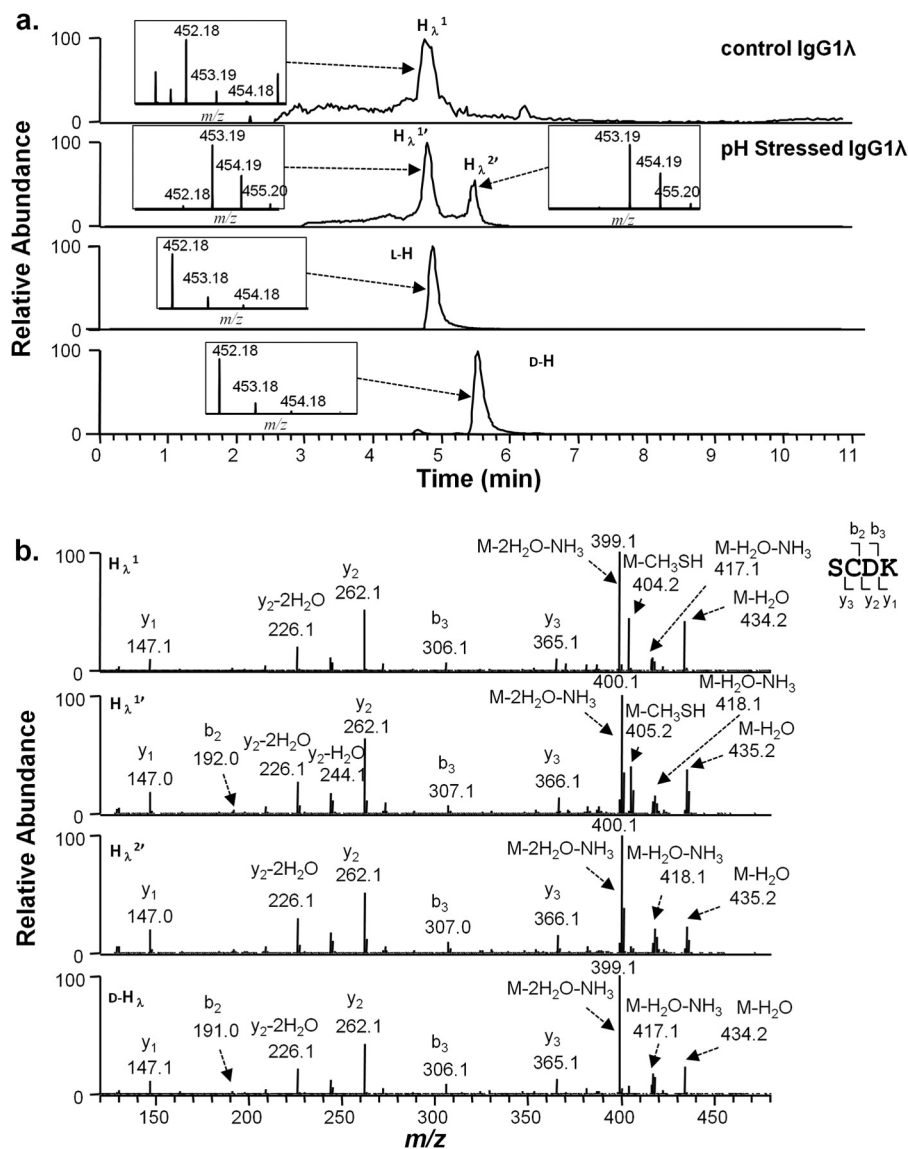 a.
H λ 1
452.18
453.19
454.18
m/z
control IgG1λ
100
0
H λ 1'
H λ 2'
453.19
454.19
452.18
455.20
m/z
453.19
454.19
455.20
m/z
pH Stressed IgG1λ
100
0
Relative Abundance
L-H
452.18
453.18
454.18
m/z
100
0
D-H
452.18
453.18
454.18
m/z
100
0
0 1 2 3 4 5 6 7 8 9 10 11
Time (min)
b.
b2 b3
SCDK
y3 y2 y1
100
0
Hλ1
y1
147.1
y2-2H2O
226.1
y2
262.1
b3
306.1
y3
365.1
M-2H2O-NH3
399.1
M-CH3SH
404.2
M-H2O-NH3
417.1
M-H2O
434.2
100
0
Hλ1'
y1
147.0
b2
192.0
y2-2H2O
226.1
y2-H2O
244.1
y2
262.1
b3
307.1
y3
366.1
M-2H2O-NH3
400.1
M-CH3SH
405.2
M-H2O-NH3
418.1
M-H2O
435.2
Relative Abundance
100
0
Hλ2'
y1
147.0
y2-2H2O
226.1
y2
262.1
b3
307.0
y3
366.1
M-2H2O-NH3
400.1
M-H2O-NH3
418.1
M-H2O
435.2
100
0
D-Hλ
y1
147.1
b2
191.0
y2-2H2O
226.1
y2
262.1
b3
306.1
y3
365.1
M-2H2O-NH3
399.1
M-H2O-NH3
417.1
M-H2O
434.2
150 200 250 300 350 400 450
m/z